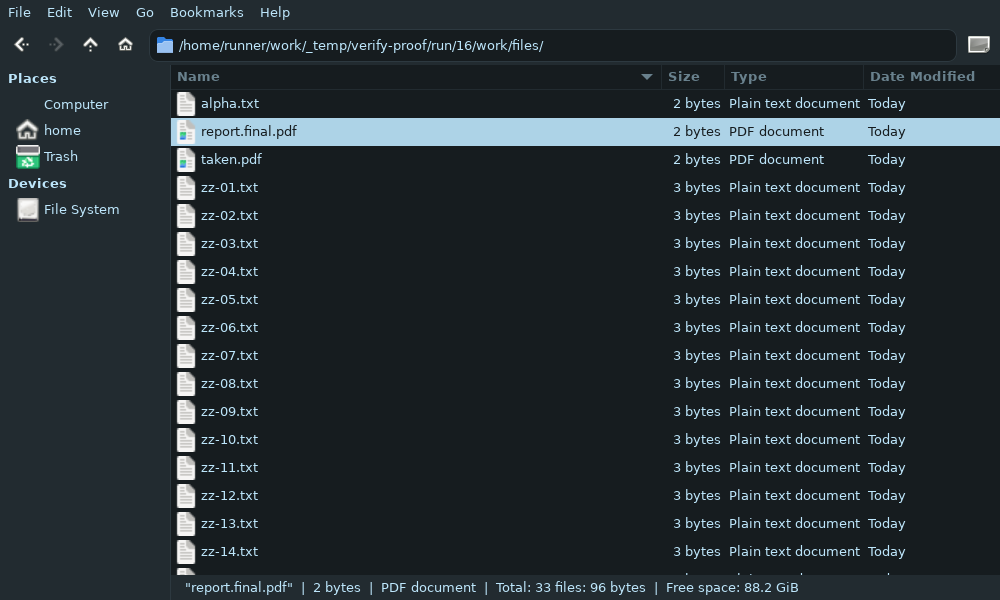 File Edit View Go Bookmarks Help
/home/runner/work/_temp/verify-proof/run/16/work/files/
Places
Computer
home
Trash
Devices
File System
Name Size Type Date Modified
alpha.txt 2 bytes Plain text document Today
report.final.pdf 2 bytes PDF document Today
taken.pdf 2 bytes PDF document Today
zz-01.txt 3 bytes Plain text document Today
zz-02.txt 3 bytes Plain text document Today
zz-03.txt 3 bytes Plain text document Today
zz-04.txt 3 bytes Plain text document Today
zz-05.txt 3 bytes Plain text document Today
zz-06.txt 3 bytes Plain text document Today
zz-07.txt 3 bytes Plain text document Today
zz-08.txt 3 bytes Plain text document Today
zz-09.txt 3 bytes Plain text document Today
zz-10.txt 3 bytes Plain text document Today
zz-11.txt 3 bytes Plain text document Today
zz-12.txt 3 bytes Plain text document Today
zz-13.txt 3 bytes Plain text document Today
zz-14.txt 3 bytes Plain text document Today
"report.final.pdf" | 2 bytes | PDF document | Total: 33 files: 96 bytes | Free space: 88.2 GiB